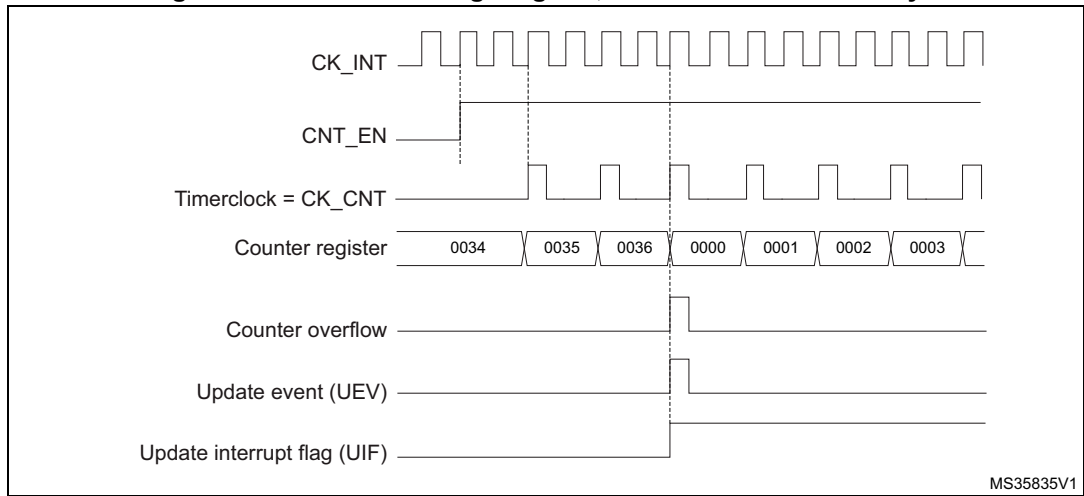 CK_INT
CNT_EN
Timerclock = CK_CNT
Counter register 0034 0035 0036 0000 0001 0002 0003
Counter overflow
Update event (UEV)
Update interrupt flag (UIF)
MS35835V1